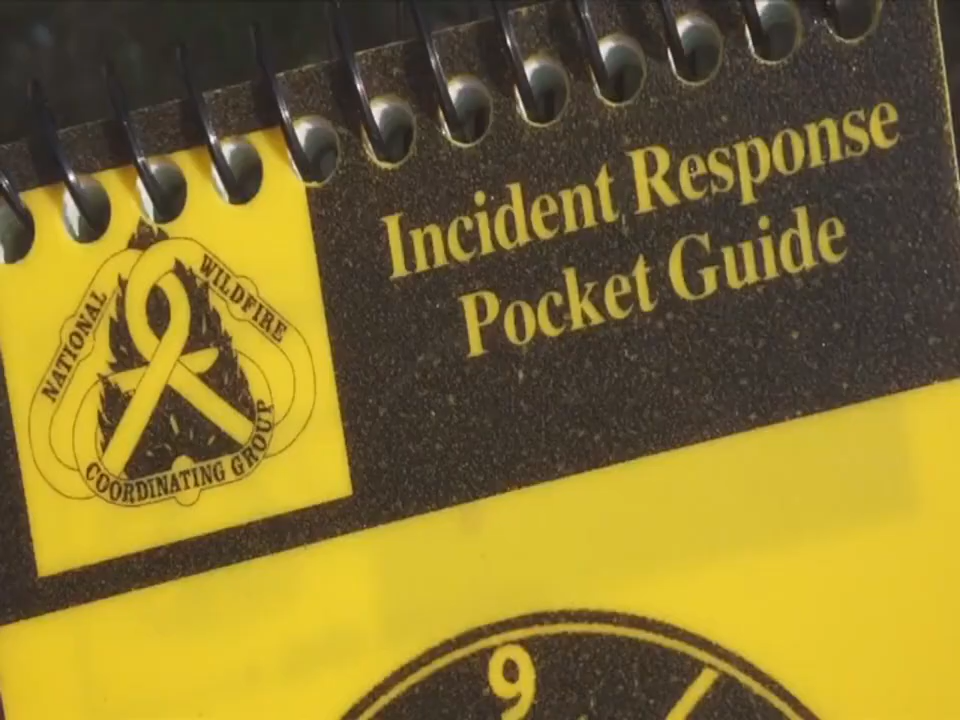 Incident Response
Pocket Guide
NATIONAL
WILDFIRE
COORDINATING GROUP
9